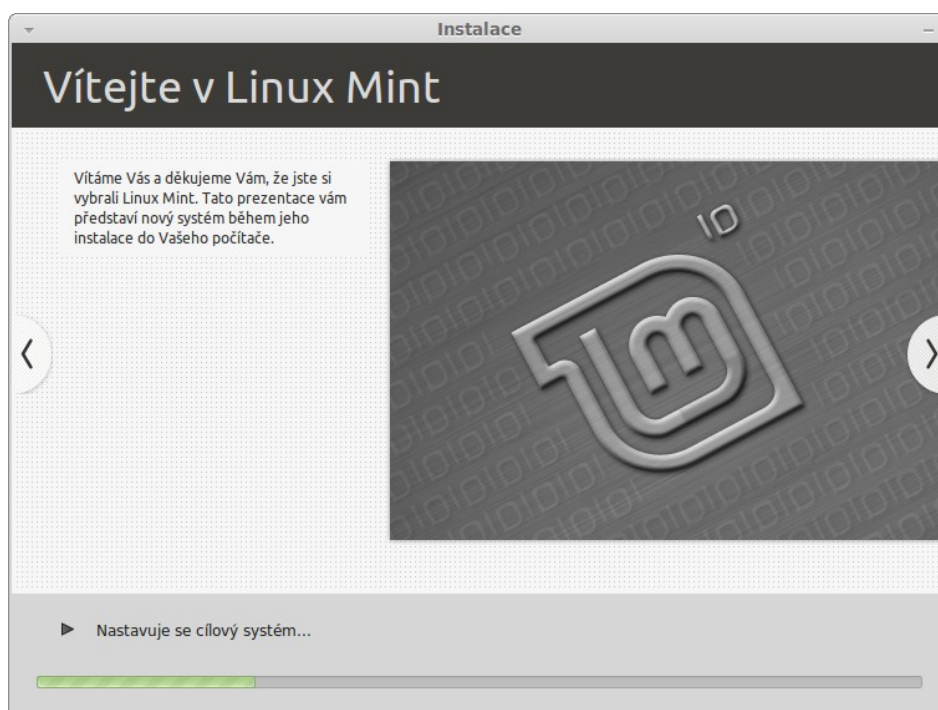 Instalace
Vítejte v Linux Mint
Vítáme Vás a děkujeme Vám, že jste si
vybrali Linux Mint. Tato prezentace vám
představí nový systém během jeho
instalace do Vašeho počítače.
Nastavuje se cílový systém...